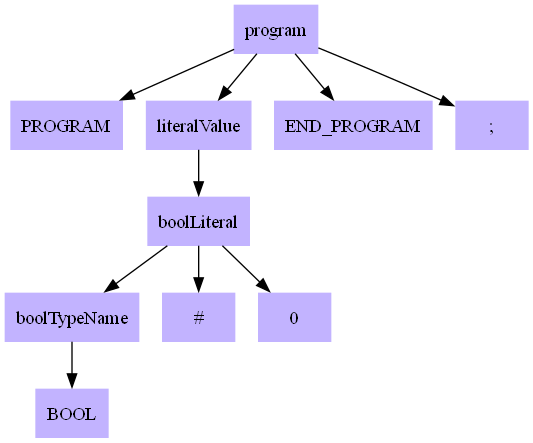 program
PROGRAM
literalValue
END_PROGRAM
;
boolLiteral
boolTypeName
#
0
BOOL